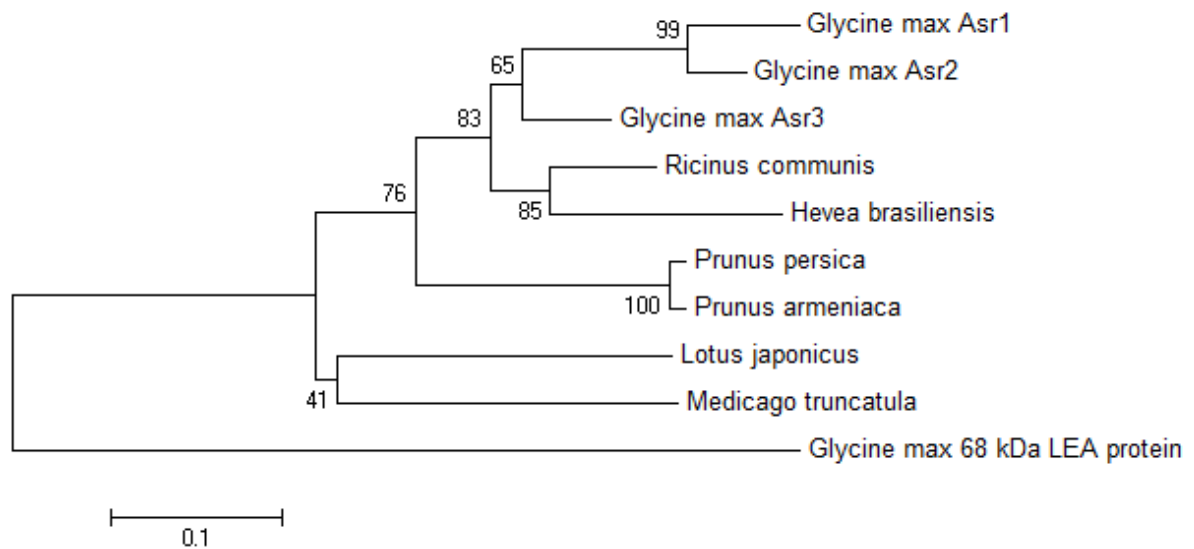 99
Glycine max Asr1
65
Glycine max Asr2
83
Glycine max Asr3
76
Ricinus communis
85
Hevea brasiliensis
Prunus persica
100
Prunus armeniaca
Lotus japonicus
41
Medicago truncatula
Glycine max 68 kDa LEA protein
0.1